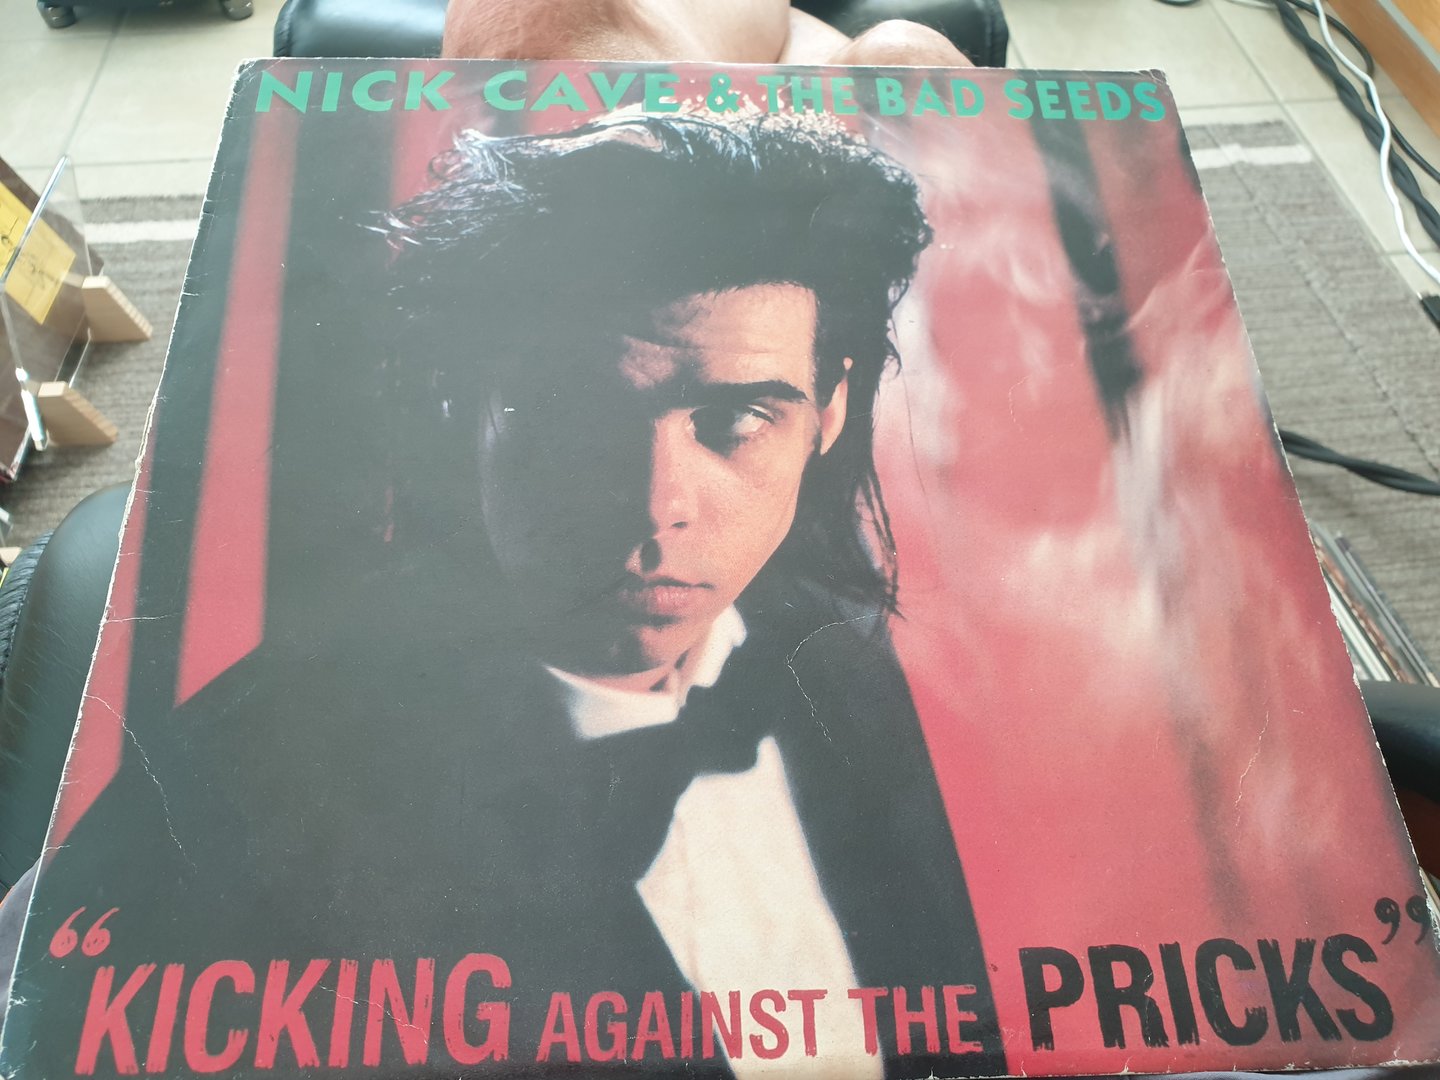 NICK CAVE & THE BAD SEEDS
“KICKING AGAINST THE PRICKS”